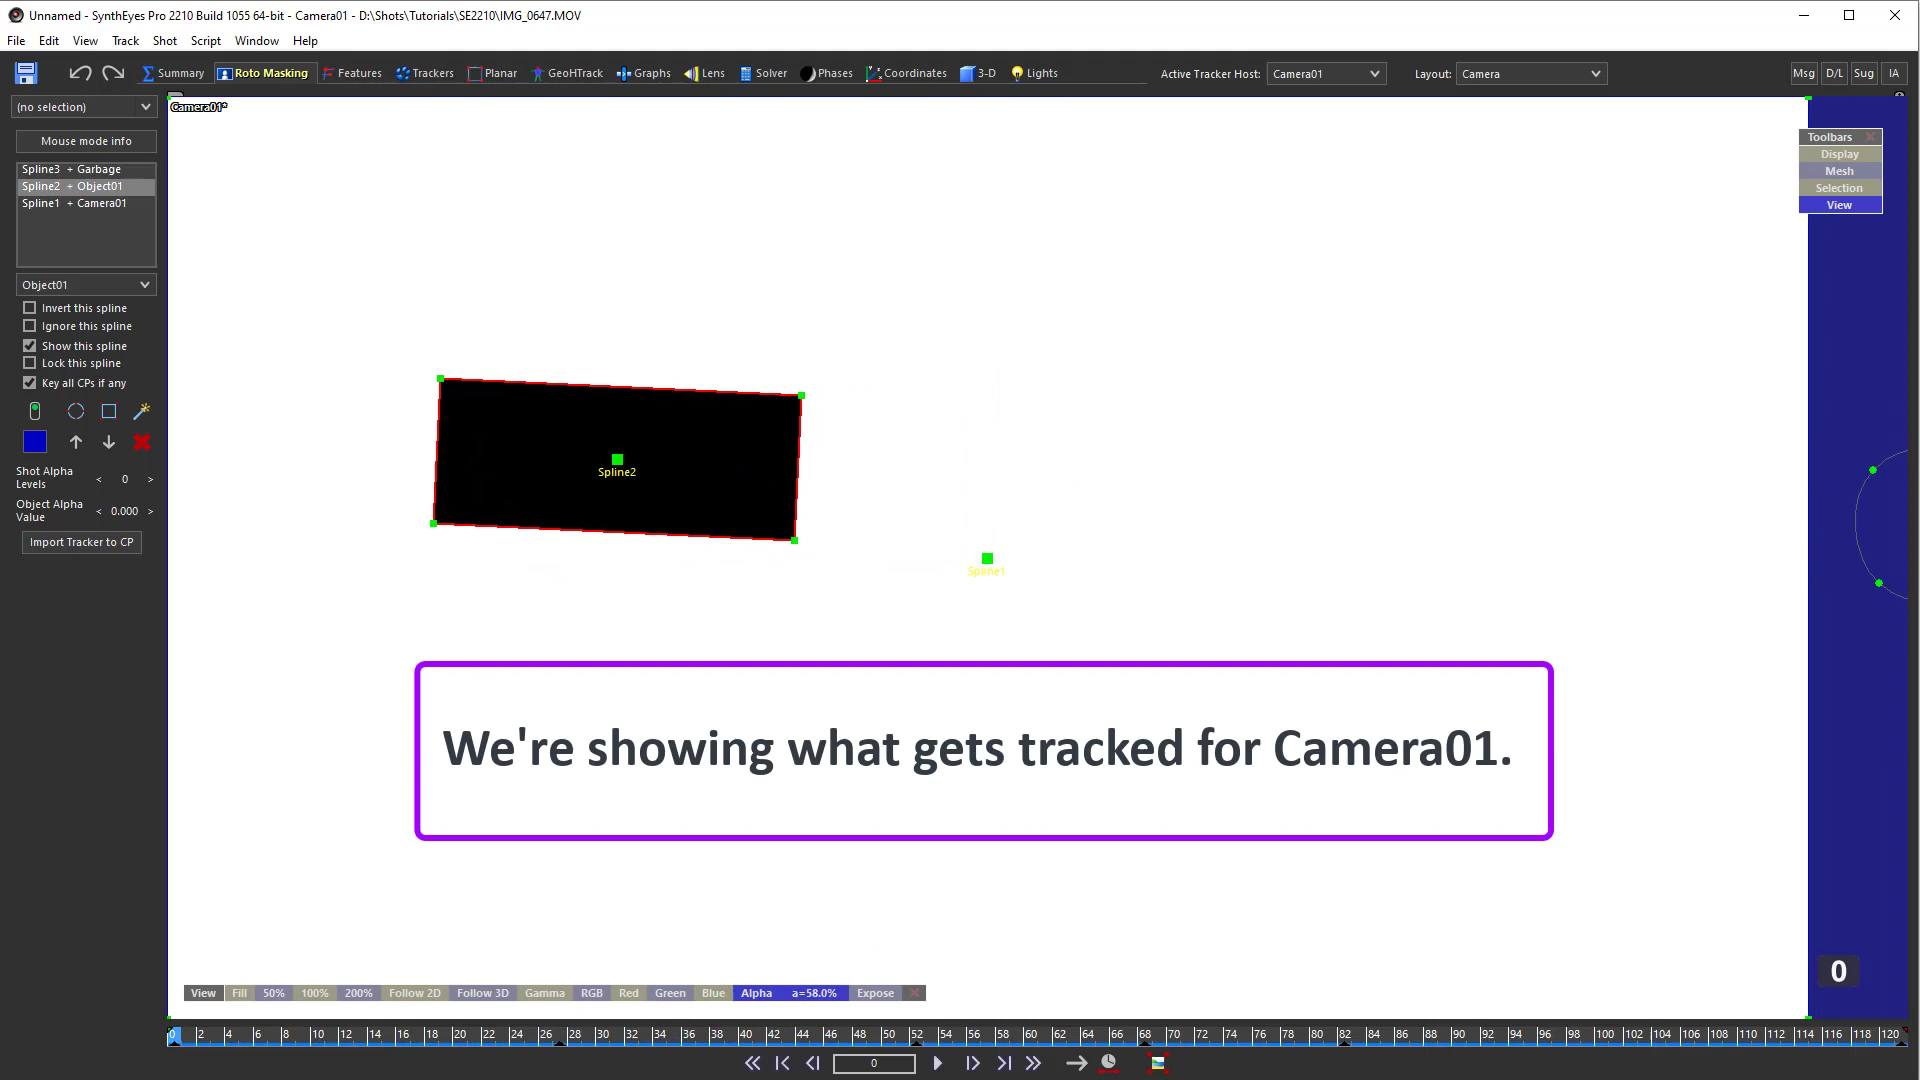 Unnamed - SynthEyes Pro 2210 Build 1055 64-bit - Camera01 - D:\Shots\Tutorials\SE2210\IMG_0647.MOV
File Edit View Track Shot Script Window Help
Summary Roto Masking Features Trackers Planar GeoHTrack Graphs Lens Solver Phases Coordinates 3-D Lights Active Tracker Host: Camera01 Layout: Camera Msg D/L Sug IA
(no selection)
Camera01*
Mouse mode info
Toolbars
Display
Mesh
Selection
View
Spline3 + Garbage
Spline2 + Object01
Spline1 + Camera01
Object01
Invert this spline
Ignore this spline
Show this spline
Lock this spline
Key all CPs if any
Shot Alpha
Levels < 0 >
Object Alpha
Value < 0.000 >
Import Tracker to CP
Spline2
Spline1
We're showing what gets tracked for Camera01.
0
View Fill 50% 100% 200% Follow 2D Follow 3D Gamma RGB Red Green Blue Alpha a=58.0% Expose
0 2 4 6 8 10 12 14 16 18 20 22 24 26 28 30 32 34 36 38 40 42 44 46 48 50 52 54 56 58 60 62 64 66 68 70 72 74 76 78 80 82 84 86 88 90 92 94 96 98 100 102 104 106 108 110 112 114 116 118 120
0